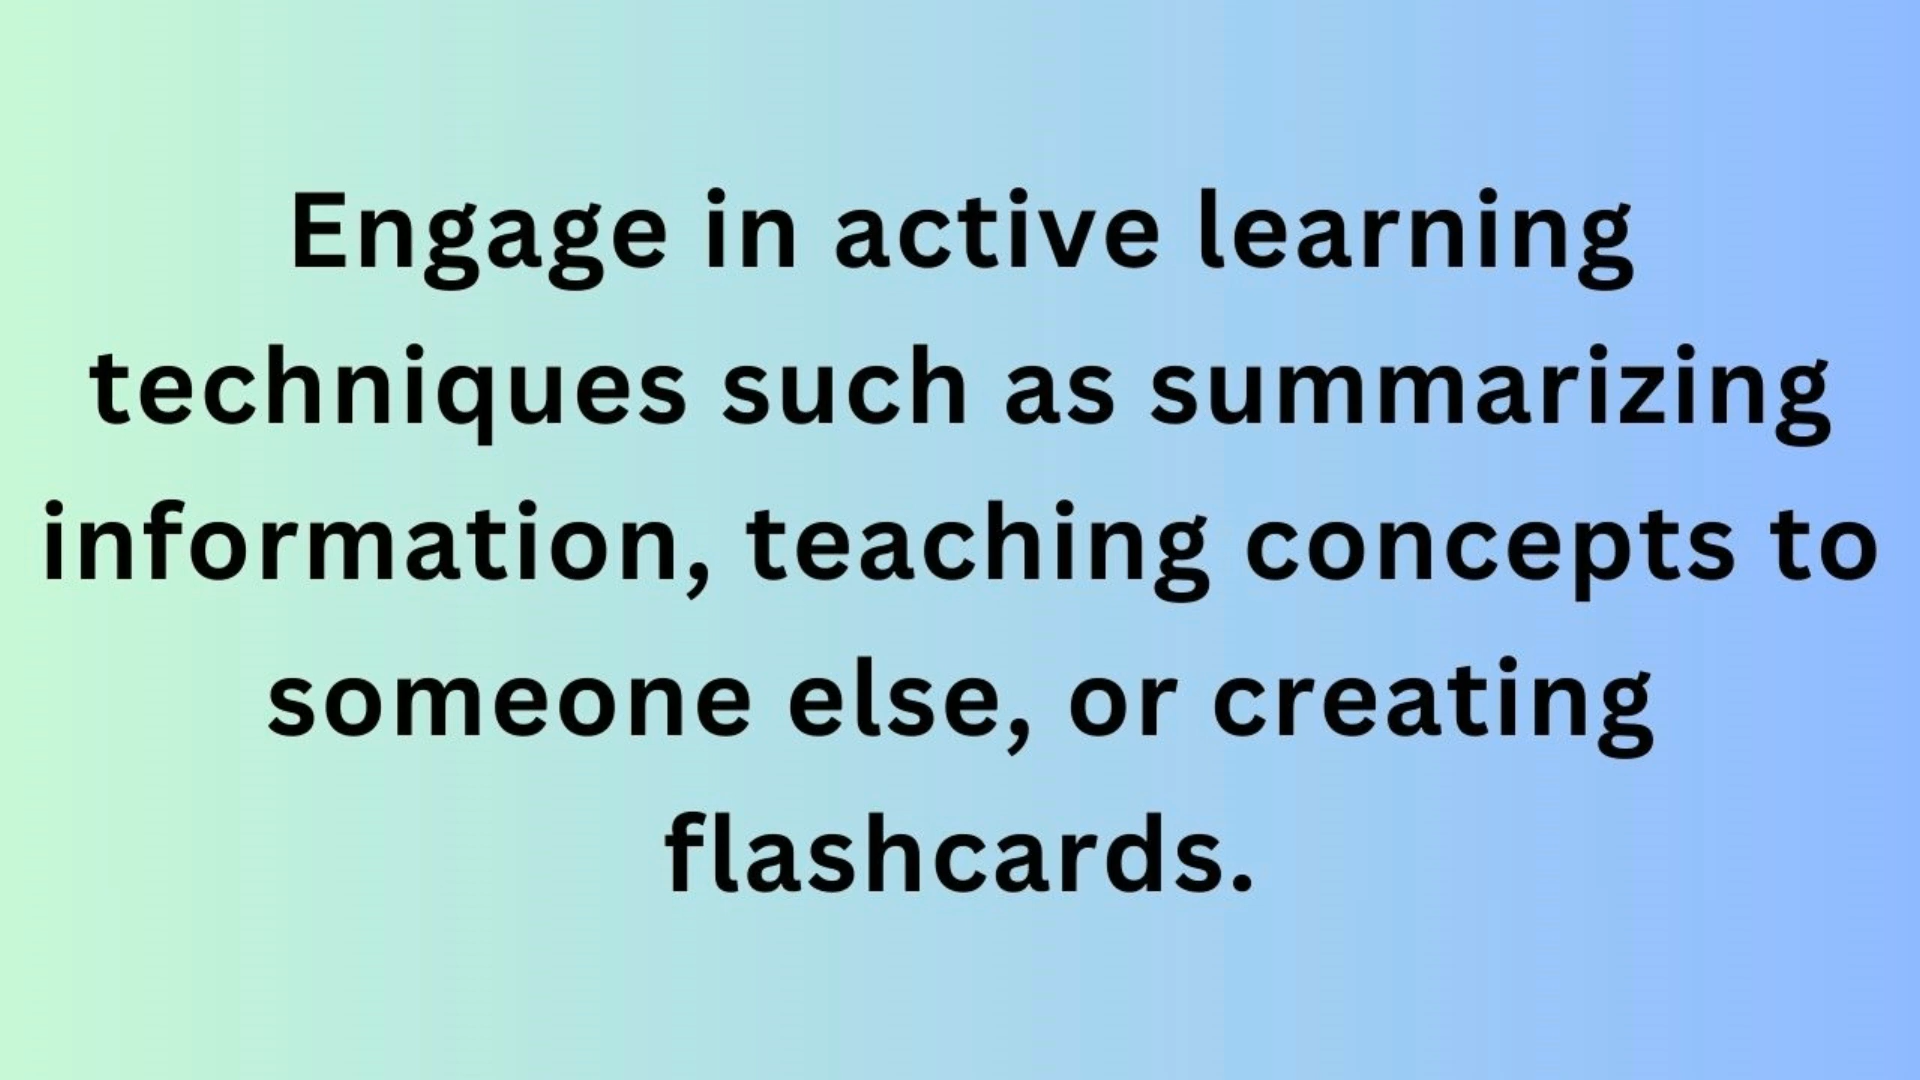 Engage in active learning
techniques such as summarizing
information, teaching concepts to
someone else, or creating
flashcards.